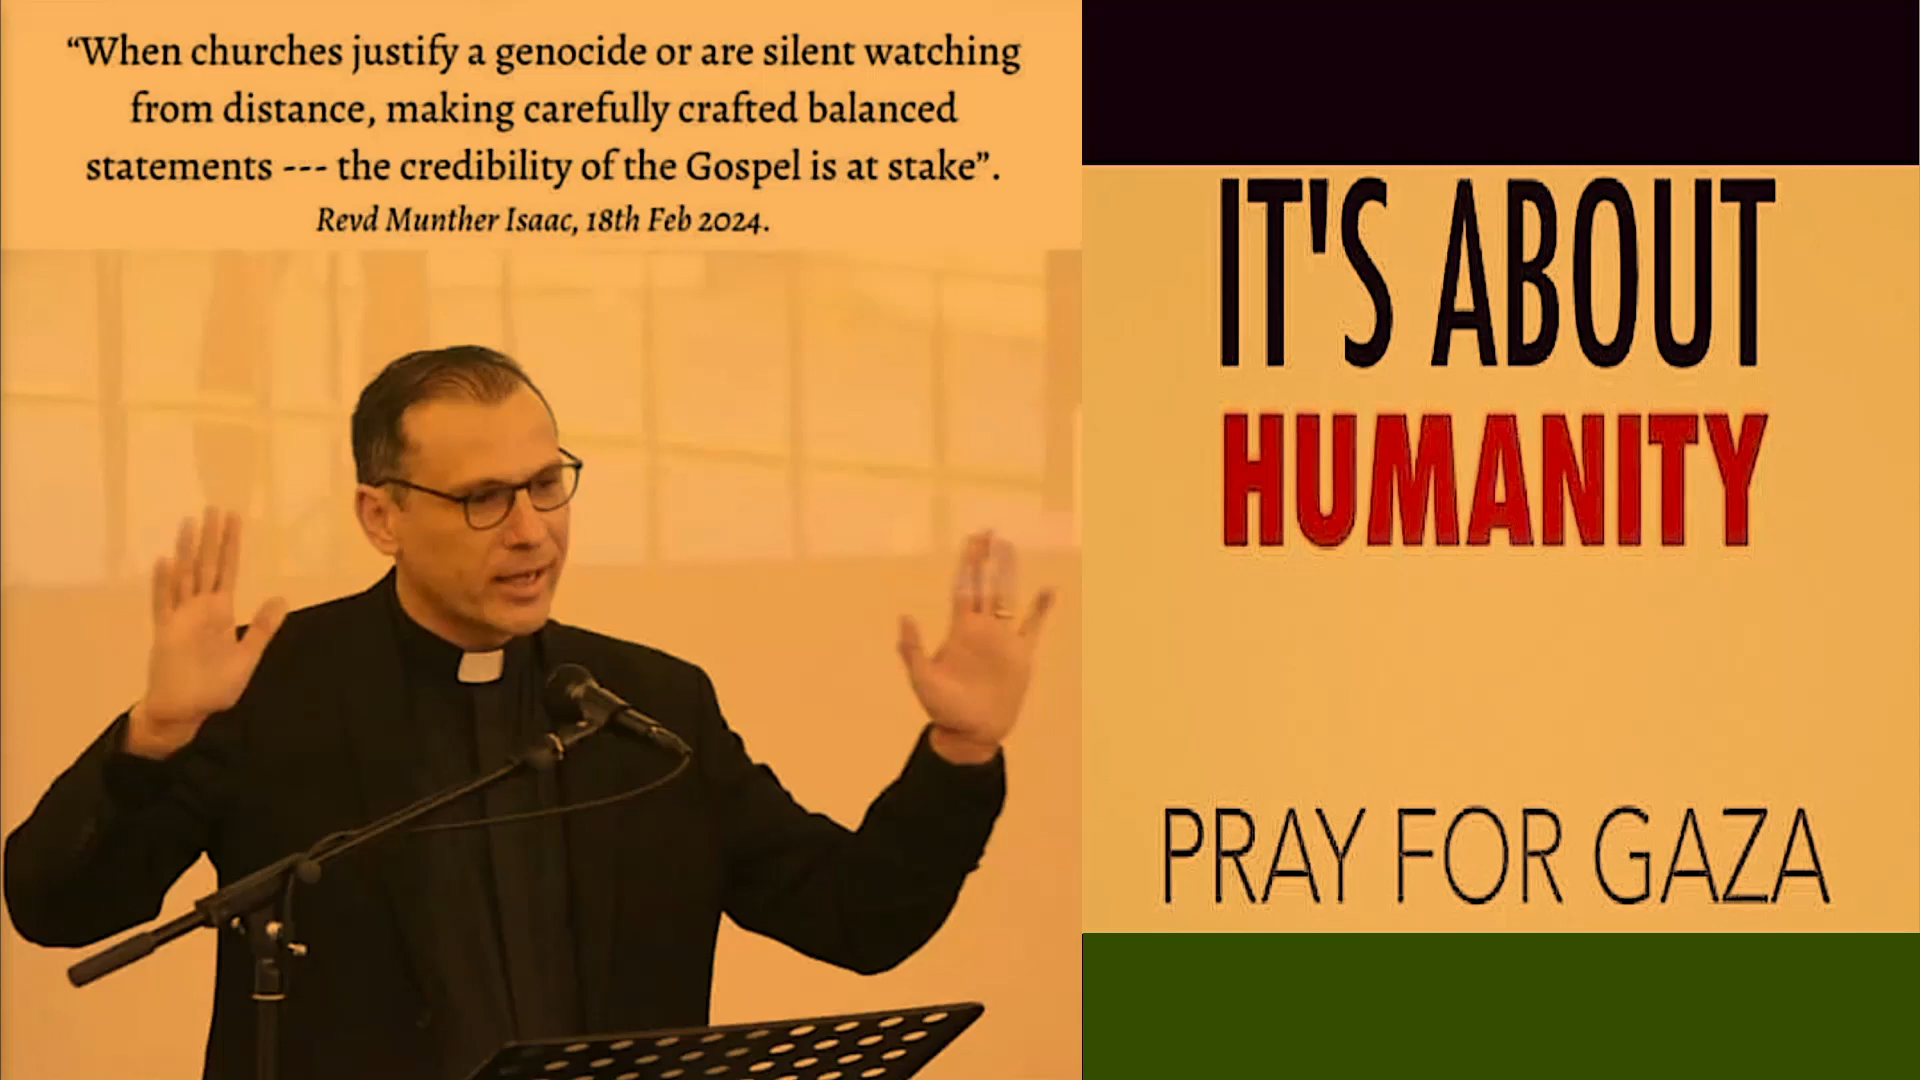 “When churches justify a genocide or are silent watching
from distance, making carefully crafted balanced
statements --- the credibility of the Gospel is at stake”.
Revd Munther Isaac, 18th Feb 2024.
IT'S ABOUT
HUMANITY
PRAY FOR GAZA